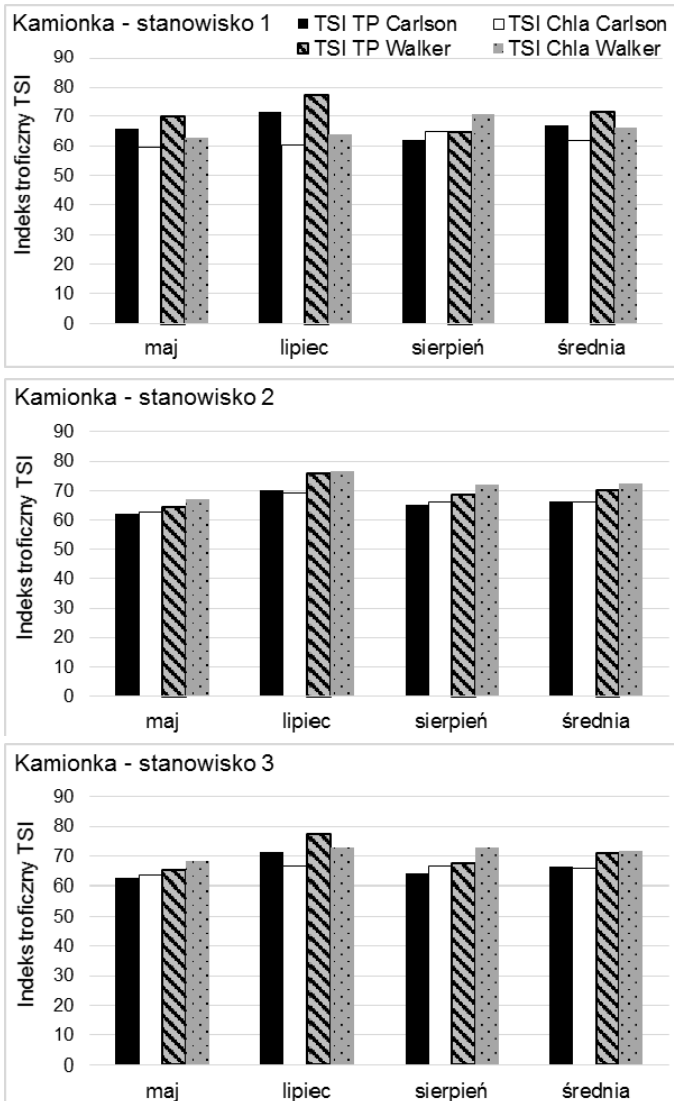 Kamionka - stanowisko 1
TSI TP Carlson TSI Chla Carlson
TSI TP Walker TSI Chla Walker
Indeks troficzny TSI
90
80
70
60
50
40
30
20
10
0
maj lipiec sierpień średnia
Kamionka - stanowisko 2
Indeks troficzny TSI
90
80
70
60
50
40
30
20
10
0
maj lipiec sierpień średnia
Kamionka - stanowisko 3
Indeks troficzny TSI
90
80
70
60
50
40
30
20
10
0
maj lipiec sierpień średnia